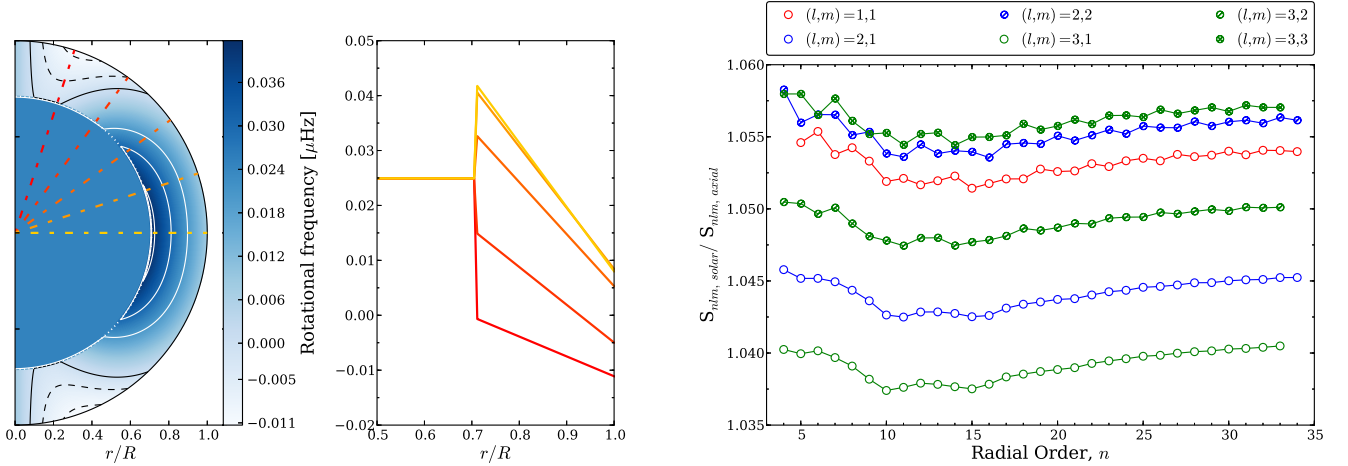 0.0 0.2 0.4 0.6 0.8 1.0
r/R
0.036
0.030
0.024
0.018
0.012
0.006
0.000
−0.005
−0.011
Rotational frequency [μHz]
0.05
0.04
0.03
0.02
0.01
0.00
−0.01
−0.02
0.5 0.6 0.7 0.8 0.9 1.0
r/R
(l,m)=1,1 (l,m)=2,2 (l,m)=3,2
(l,m)=2,1 (l,m)=3,1 (l,m)=3,3
S_{nlm, solar} / S_{nlm, axial}
1.060
1.055
1.050
1.045
1.040
1.035
5 10 15 20 25 30 35
Radial Order, n